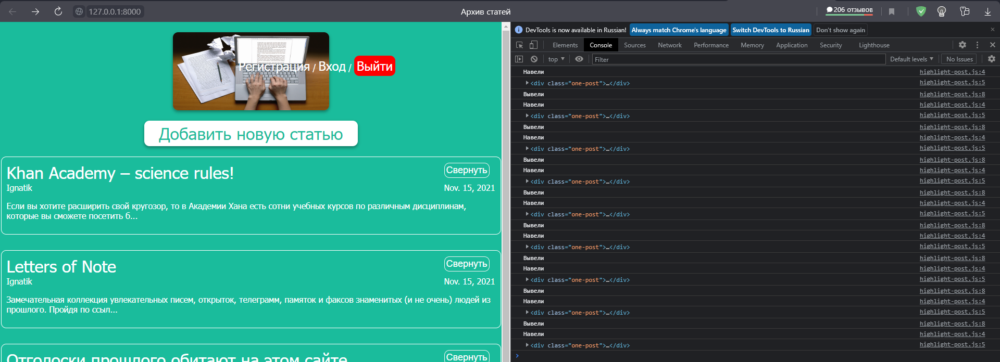 127.0.0.1:8000
Архив статей
206 отзывов
Регистрация / Вход / Выйти
Добавить новую статью
Khan Academy – science rules!
Свернуть
Ignatik
Nov. 15, 2021
Если вы хотите расширить свой кругозор, то в Академии Хана есть сотни учебных курсов по различным дисциплинам,
которые вы сможете посетить б...
Letters of Note
Свернуть
Ignatik
Nov. 15, 2021
Замечательная коллекция увлекательных писем, открыток, телеграмм, памяток и факсов знаменитых (и не очень) людей из
прошлого. Пройдя по ссыл...
Отголоски прошлого обитают на этом сайте
Свернуть
DevTools is now available in Russian! Always match Chrome's language Switch DevTools to Russian Don't show again
Elements Console Sources Network Performance Memory Application Security Lighthouse
top Filter Default levels No Issues
Навели highlight-post.js:4
<div class="one-post">…</div> highlight-post.js:5
Вывели highlight-post.js:8
Навели highlight-post.js:4
<div class="one-post">…</div> highlight-post.js:5
Вывели highlight-post.js:8
Навели highlight-post.js:4
<div class="one-post">…</div> highlight-post.js:5
Вывели highlight-post.js:8
Навели highlight-post.js:4
<div class="one-post">…</div> highlight-post.js:5
Вывели highlight-post.js:8
Навели highlight-post.js:4
<div class="one-post">…</div> highlight-post.js:5
Вывели highlight-post.js:8
Навели highlight-post.js:4
<div class="one-post">…</div> highlight-post.js:5
Вывели highlight-post.js:8
Навели highlight-post.js:4
<div class="one-post">…</div> highlight-post.js:5
Вывели highlight-post.js:8
Навели highlight-post.js:4
<div class="one-post">…</div> highlight-post.js:5
Вывели highlight-post.js:8
Навели highlight-post.js:4
<div class="one-post">…</div> highlight-post.js:5